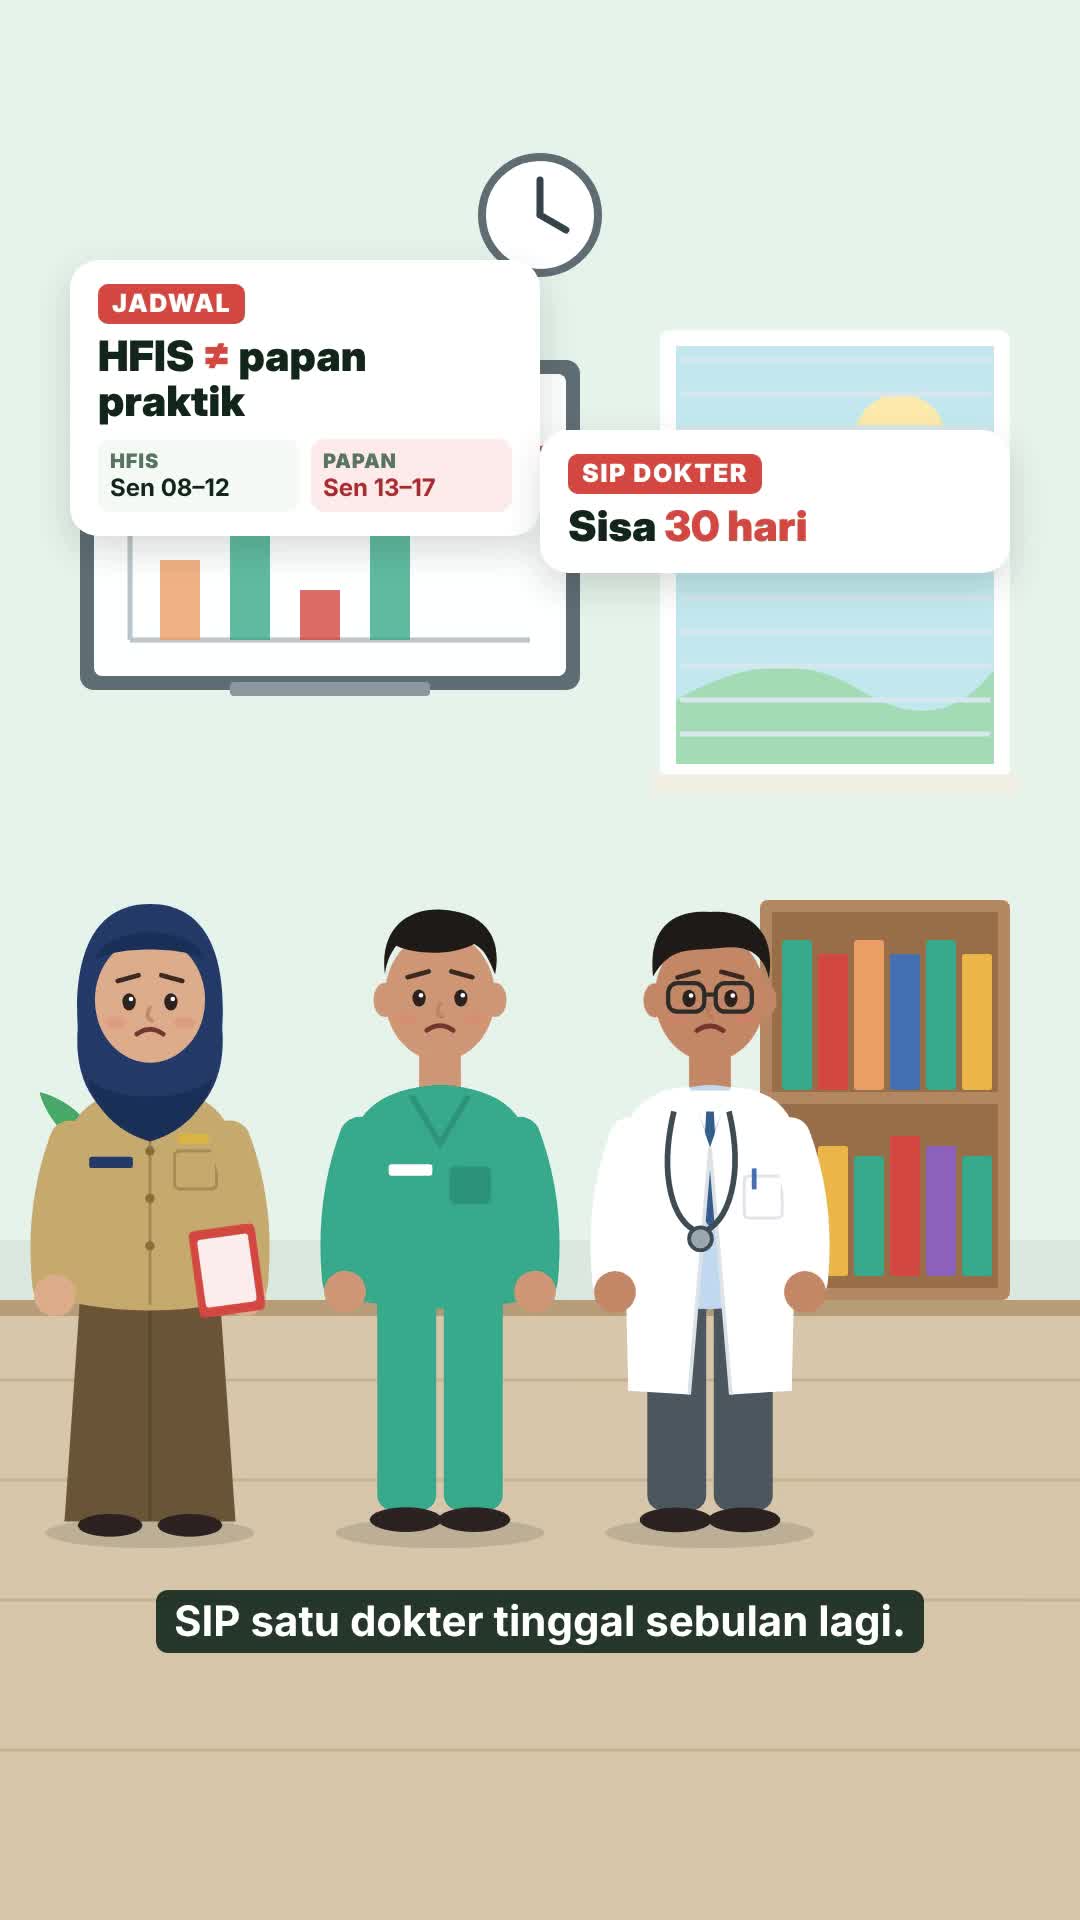 JADWAL
HFIS ≠ papan
praktik
HFIS
Sen 08–12
PAPAN
Sen 13–17
SIP DOKTER
Sisa 30 hari
SIP satu dokter tinggal sebulan lagi.